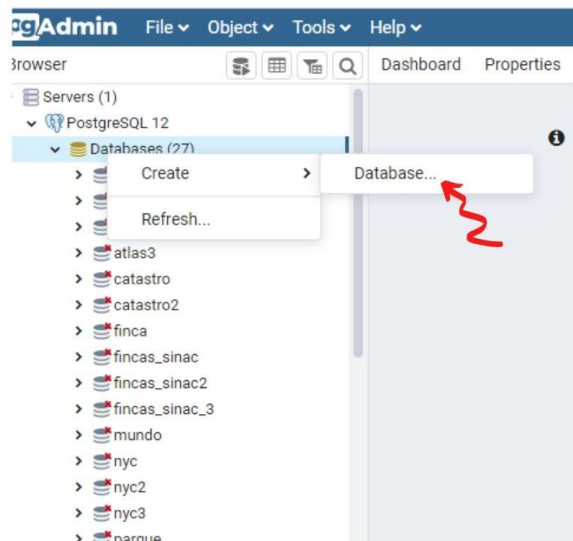 pgAdmin File Object Tools Help
Browser Dashboard Properties
Servers (1)
PostgreSQL 12
Databases (27)
Create Database...
Refresh...
atlas3
catastro
catastro2
finca
fincas_sinac
fincas_sinac2
fincas_sinac_3
mundo
nyc
nyc2
nyc3
parque